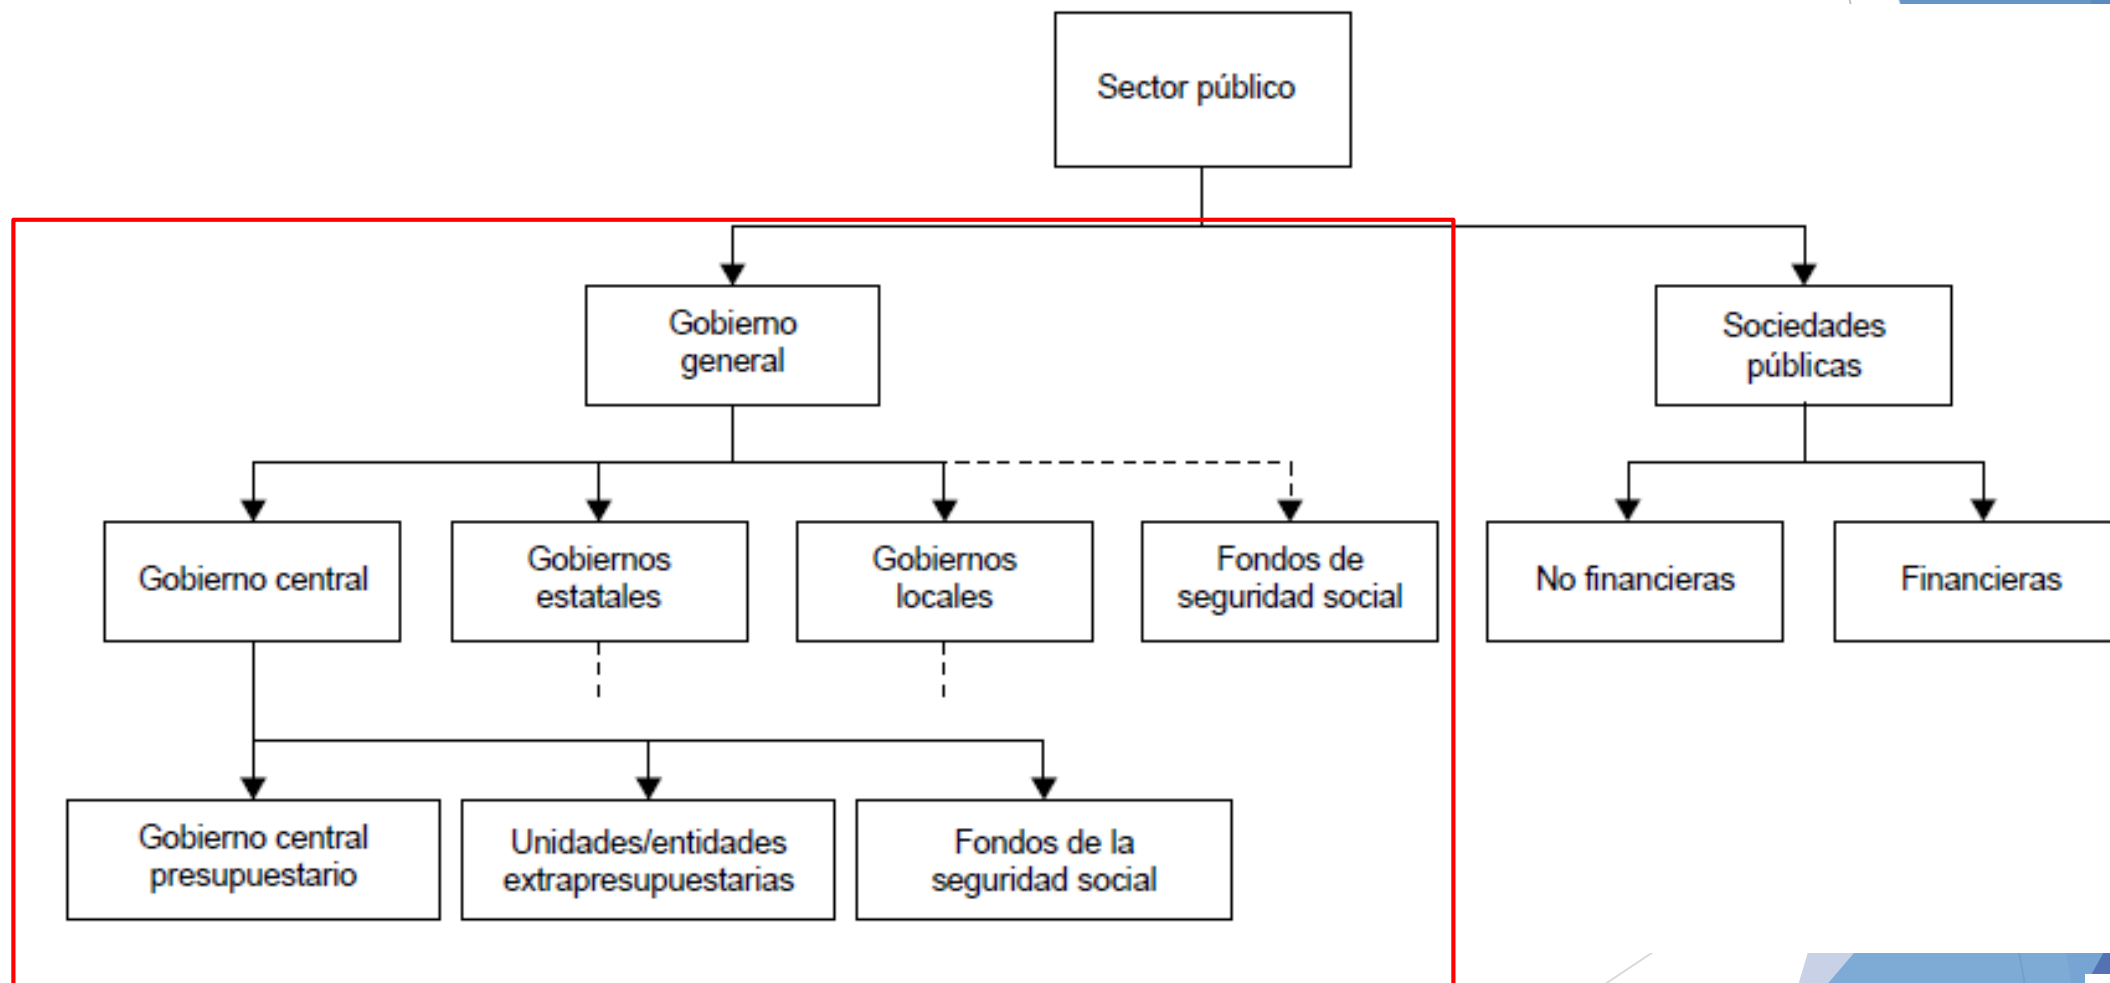 Sector público
Gobierno
general
Sociedades
públicas
Gobierno central
Gobiernos
estatales
Gobiernos
locales
Fondos de
seguridad social
No financieras
Financieras
Gobierno central
presupuestario
Unidades/entidades
extrapresupuestarias
Fondos de la
seguridad social